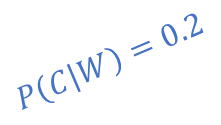 P(C|W) = 0.2